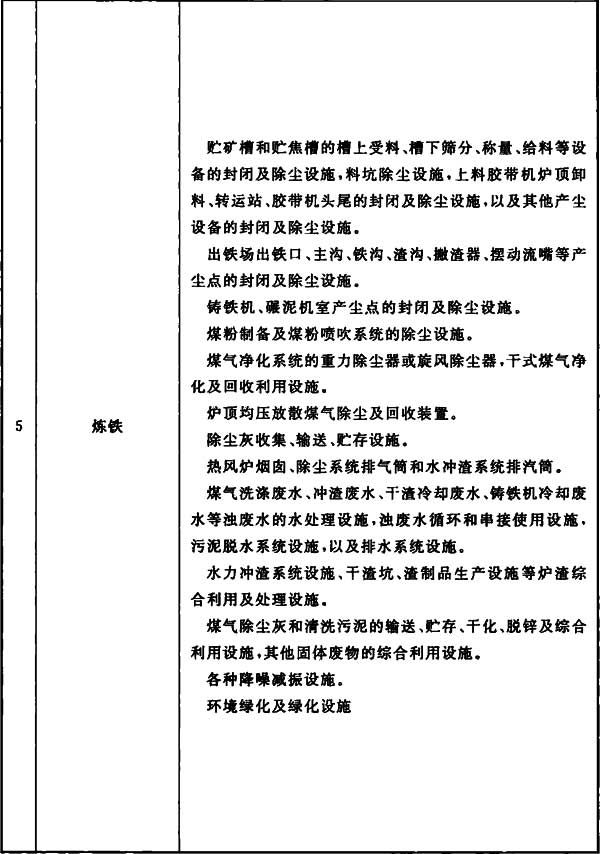 贮矿槽和贮焦槽的槽上受料、槽下筛分、称量、给料等设
备的封闭及除尘设施,料坑除尘设施,上料胶带机炉顶卸
料、转运站、胶带机头尾的封闭及除尘设施,以及其他产尘
设备的封闭及除尘设施。
出铁场出铁口、主沟、铁沟、渣沟、撇渣器、摆动流嘴等产
尘点的封闭及除尘设施。
铸铁机、碾泥机室产尘点的封闭及除尘设施。
煤粉制备及煤粉喷吹系统的除尘设施。
煤气净化系统的重力除尘器或旋风除尘器,干式煤气净
化及回收利用设施。
炉顶均压放散煤气除尘及回收装置。
5 炼铁
除尘灰收集、输送、贮存设施。
热风炉烟囱、除尘系统排气筒和水冲渣系统排汽筒。
煤气洗涤废水、冲渣废水、干渣冷却废水、铸铁机冷却废
水等浊废水的水处理设施,浊废水循环和串接使用设施,
污泥脱水系统设施,以及排水系统设施。
水力冲渣系统设施、干渣坑、渣制品生产设施等炉渣综
合利用及处理设施。
煤气除尘灰和清洗污泥的输送、贮存、干化、脱锌及综合
利用设施,其他固体废物的综合利用设施。
各种降噪减振设施。
环境绿化及绿化设施